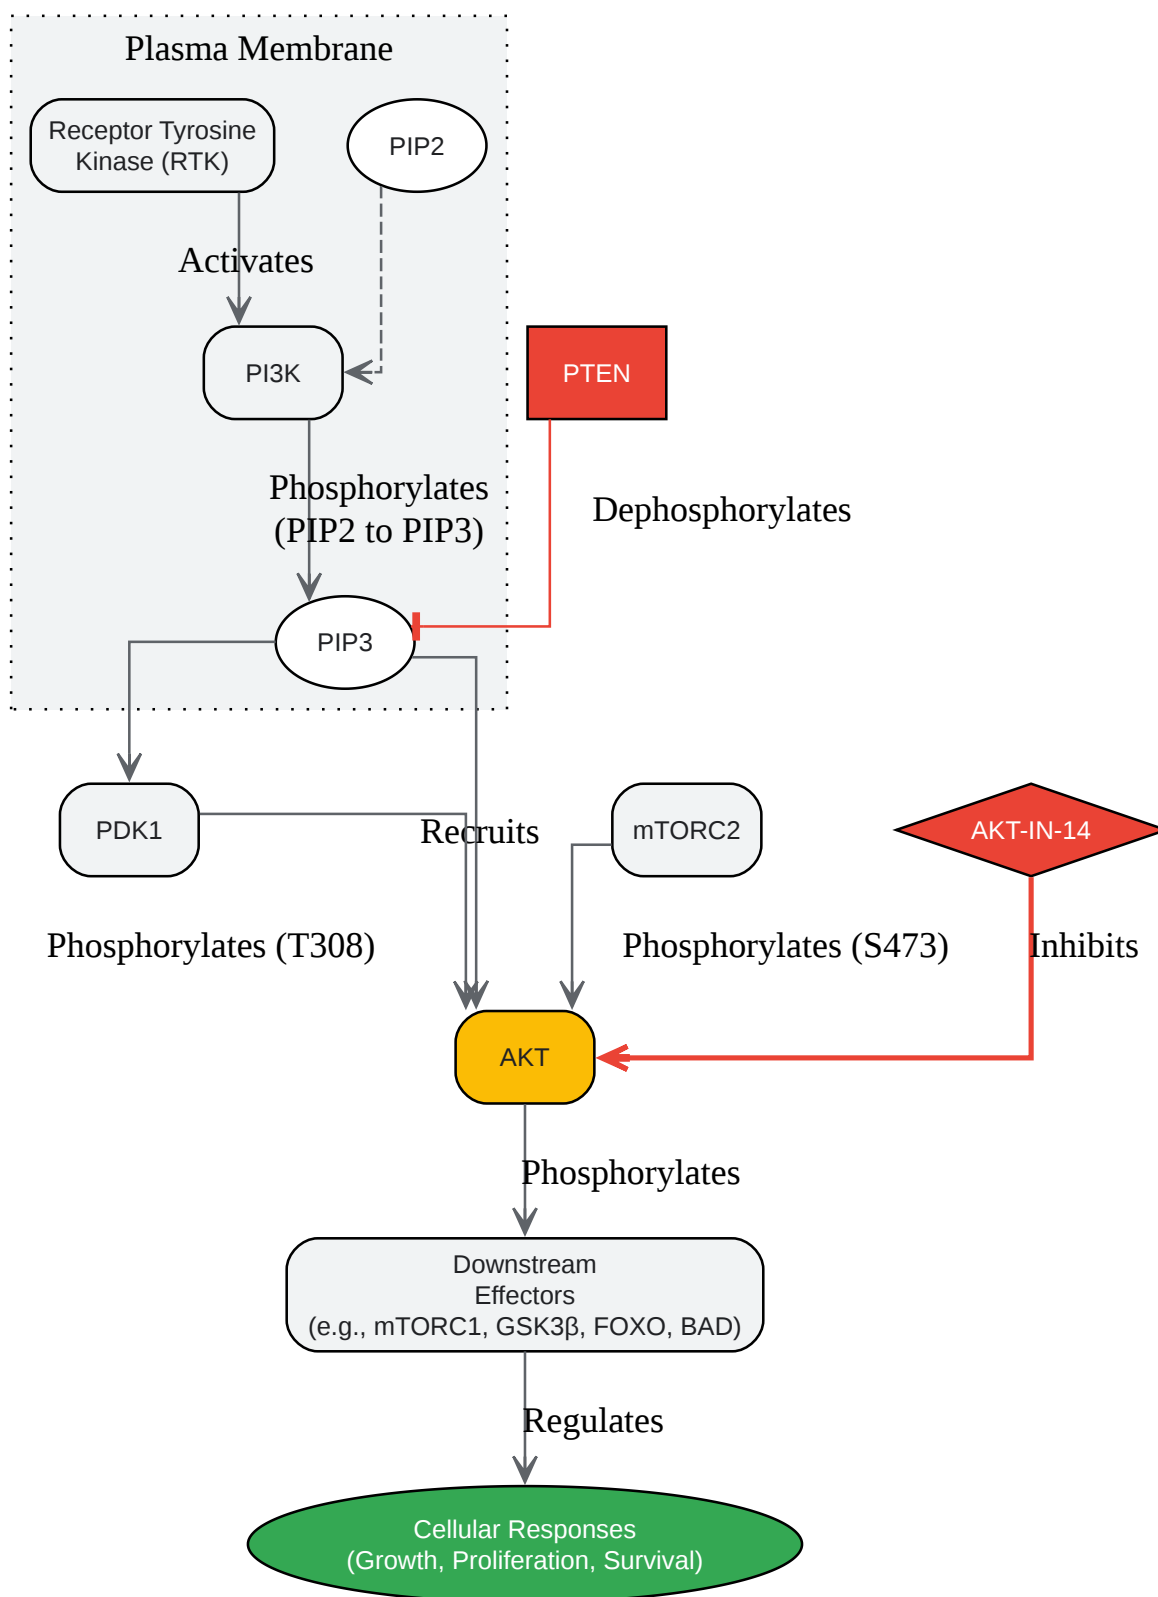 Plasma Membrane
Receptor Tyrosine
Kinase (RTK)
PIP2
Activates
PI3K
PTEN
Phosphorylates
(PIP2 to PIP3)
Dephosphorylates
PIP3
PDK1
Recruits
mTORC2
AKT-IN-14
Phosphorylates (T308)
Phosphorylates (S473)
Inhibits
AKT
Phosphorylates
Downstream
Effectors
(e.g., mTORC1, GSK3β, FOXO, BAD)
Regulates
Cellular Responses
(Growth, Proliferation, Survival)